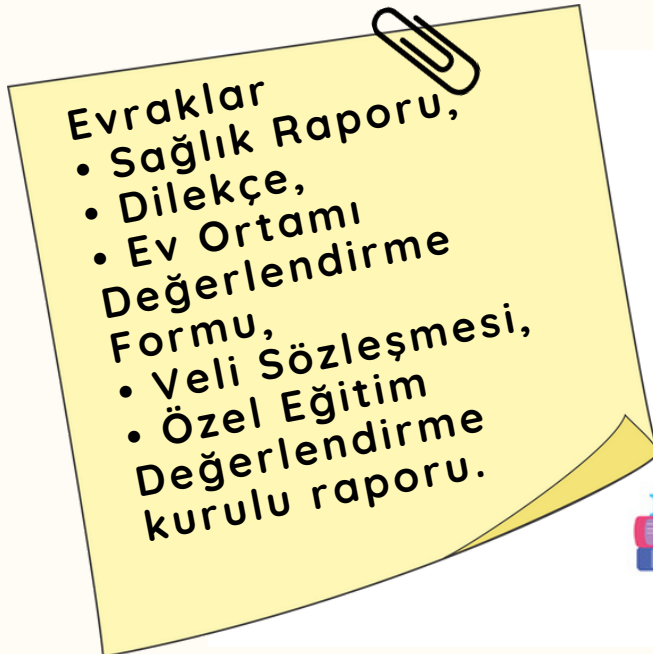 Evraklar
• Sağlık Raporu,
• Dilekçe,
• Ev Ortamı
Değerlendirme
Formu,
• Veli Sözleşmesi,
• Özel Eğitim
Değerlendirme
kurulu raporu.